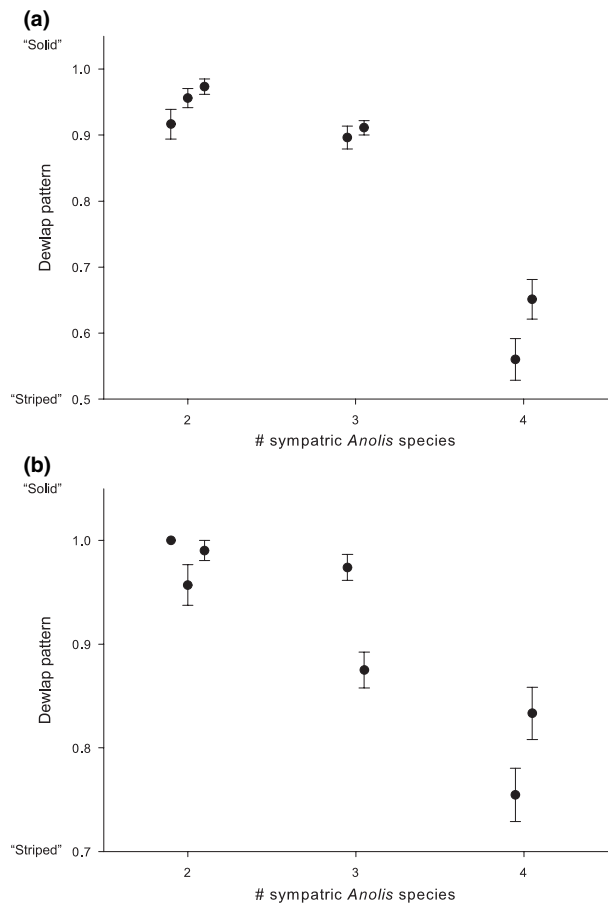 (a)
"Solid"
1.0
0.9
0.8
0.7
0.6
"Striped" 0.5
Dewlap pattern
2 3 4
# sympatric Anolis species
(b)
"Solid"
1.0
0.9
0.8
"Striped" 0.7
Dewlap pattern
2 3 4
# sympatric Anolis species